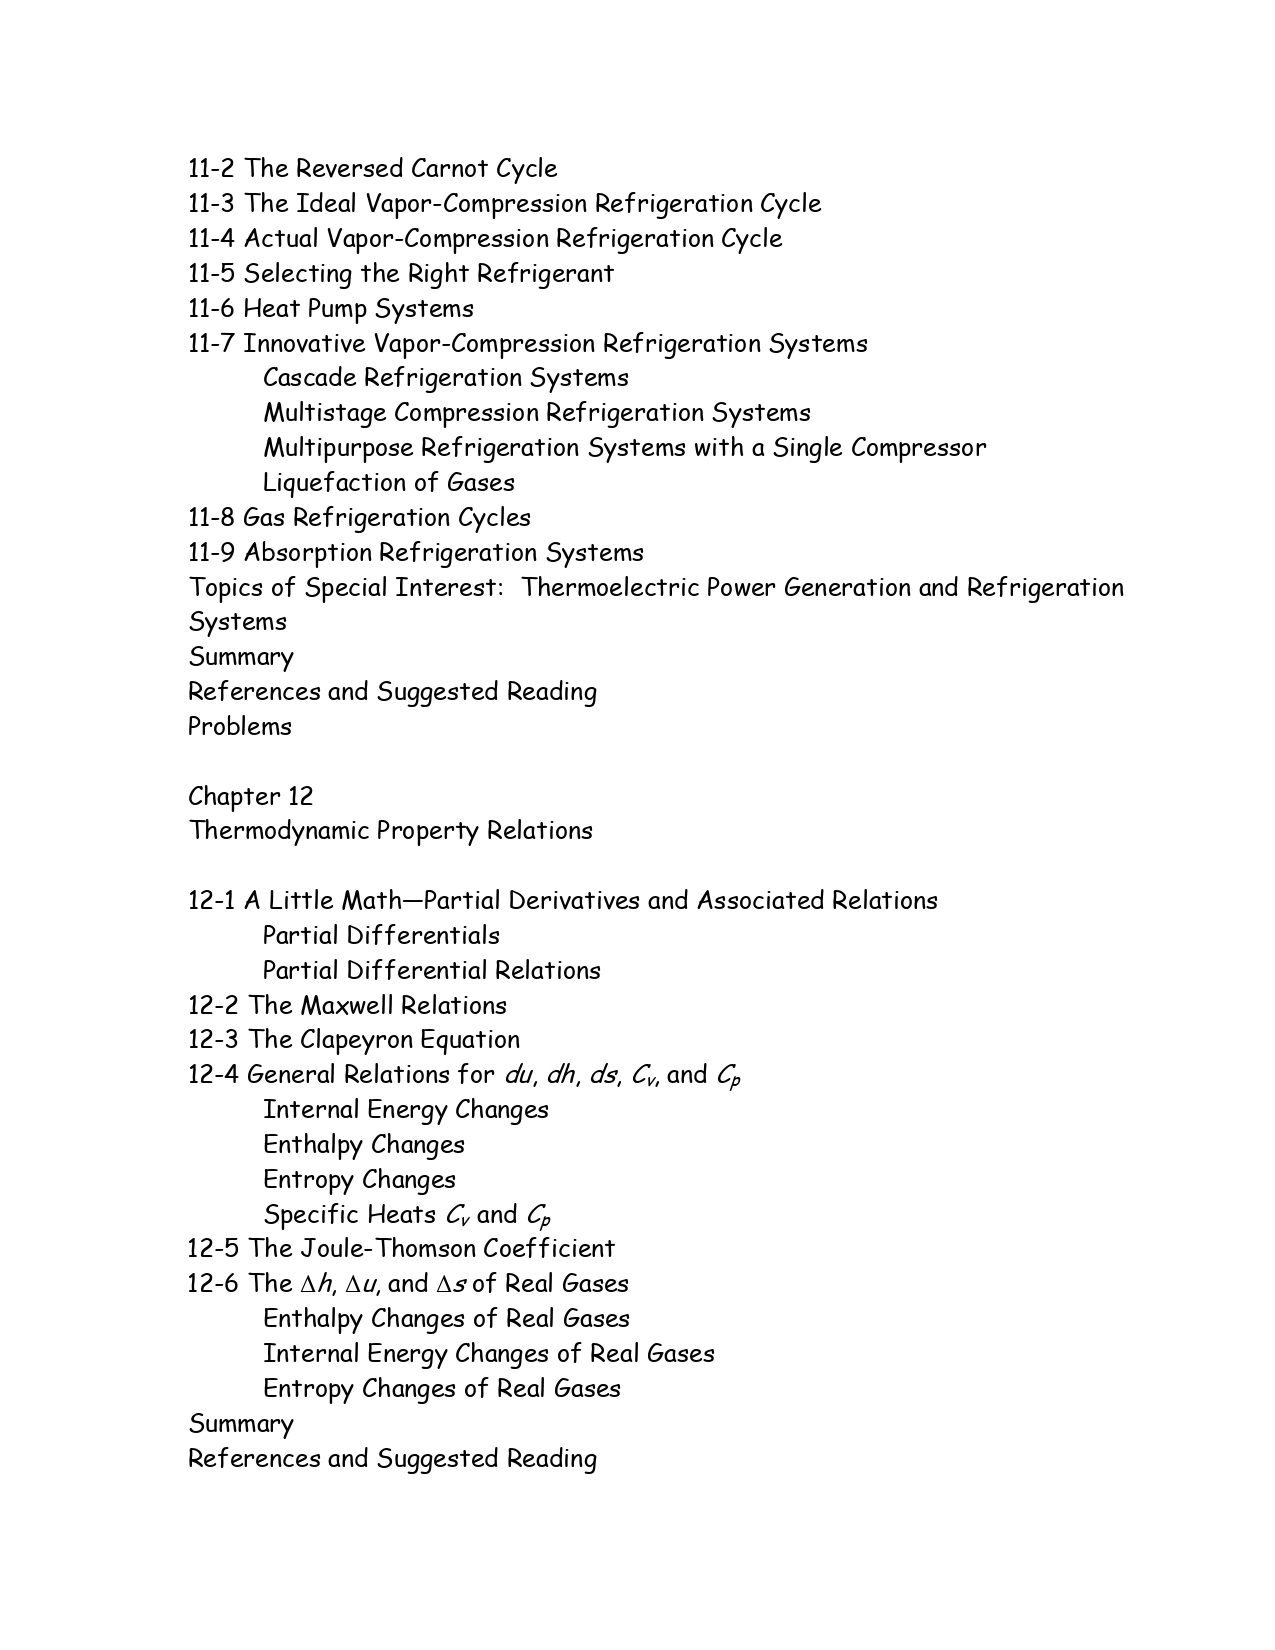 11-2 The Reversed Carnot Cycle
11-3 The Ideal Vapor-Compression Refrigeration Cycle
11-4 Actual Vapor-Compression Refrigeration Cycle
11-5 Selecting the Right Refrigerant
11-6 Heat Pump Systems
11-7 Innovative Vapor-Compression Refrigeration Systems
Cascade Refrigeration Systems
Multistage Compression Refrigeration Systems
Multipurpose Refrigeration Systems with a Single Compressor
Liquefaction of Gases
11-8 Gas Refrigeration Cycles
11-9 Absorption Refrigeration Systems
Topics of Special Interest:  Thermoelectric Power Generation and Refrigeration
Systems
Summary
References and Suggested Reading
Problems
Chapter 12
Thermodynamic Property Relations
12-1 A Little Math—Partial Derivatives and Associated Relations
Partial Differentials
Partial Differential Relations
12-2 The Maxwell Relations
12-3 The Clapeyron Equation
12-4 General Relations for du, dh, ds, Cv, and Cp
Internal Energy Changes
Enthalpy Changes
Entropy Changes
Specific Heats Cv and Cp
12-5 The Joule-Thomson Coefficient
12-6 The Δh, Δu, and Δs of Real Gases
Enthalpy Changes of Real Gases
Internal Energy Changes of Real Gases
Entropy Changes of Real Gases
Summary
References and Suggested Reading